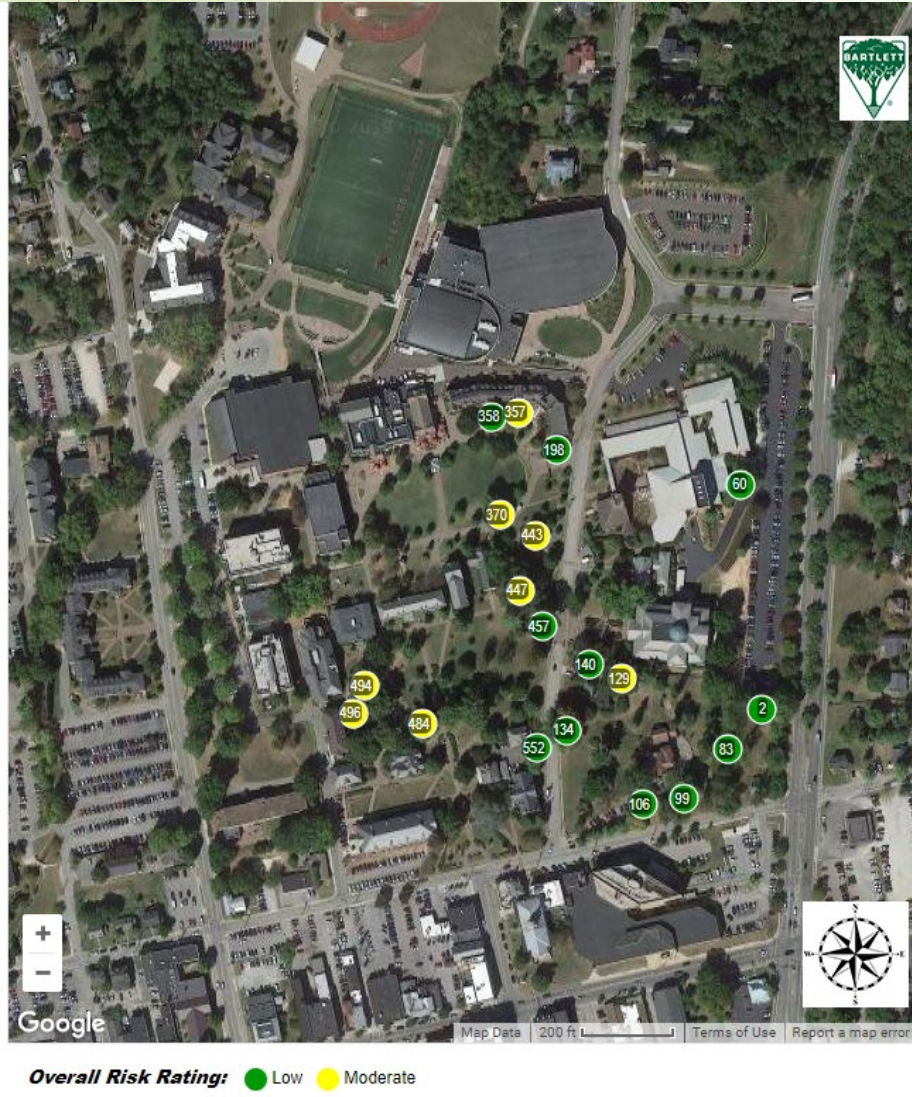 BARTLETT
358
357
198
60
370
443
447
457
140
129
494
496
484
2
134
552
83
99
106
+
−
N
W
E
S
Google
Map Data
200 ft
Terms of Use
Report a map error
Overall Risk Rating: Low Moderate